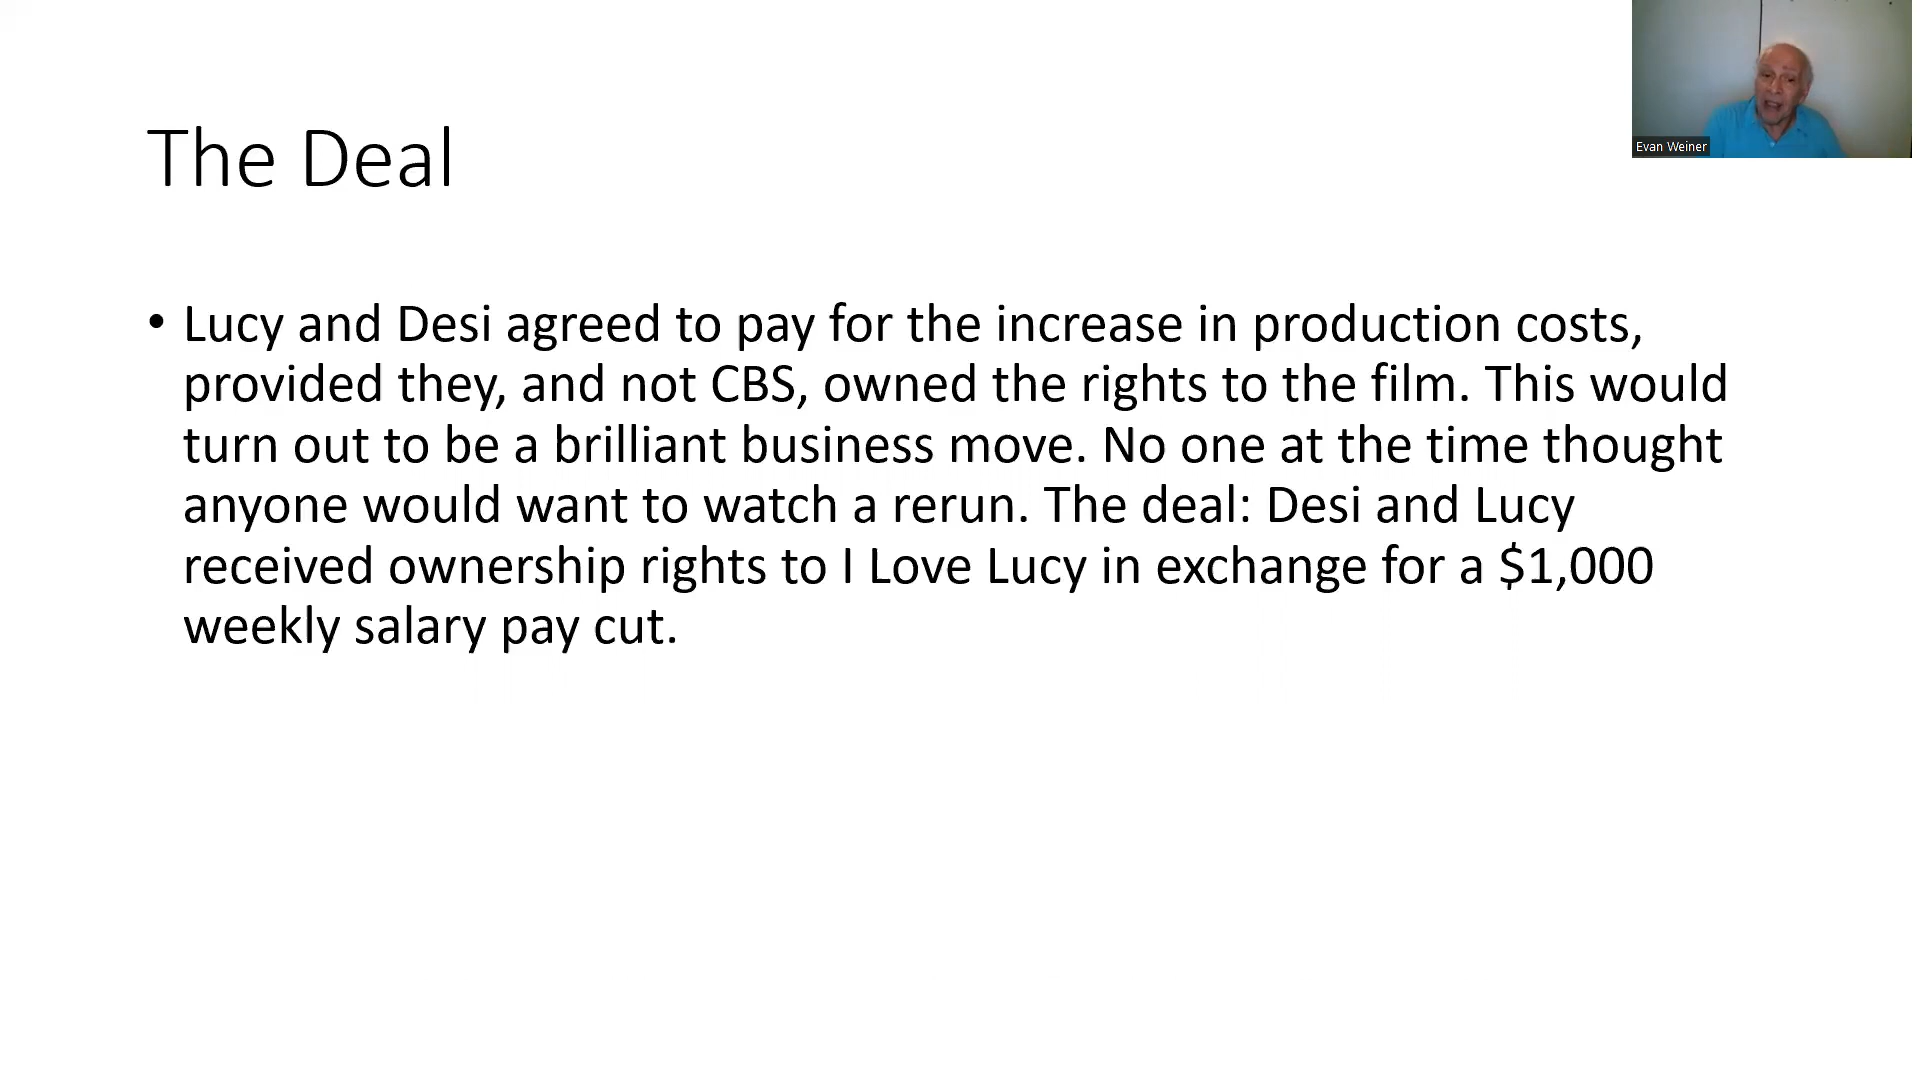 The Deal
Evan Weiner
• Lucy and Desi agreed to pay for the increase in production costs,
provided they, and not CBS, owned the rights to the film. This would
turn out to be a brilliant business move. No one at the time thought
anyone would want to watch a rerun. The deal: Desi and Lucy
received ownership rights to I Love Lucy in exchange for a $1,000
weekly salary pay cut.